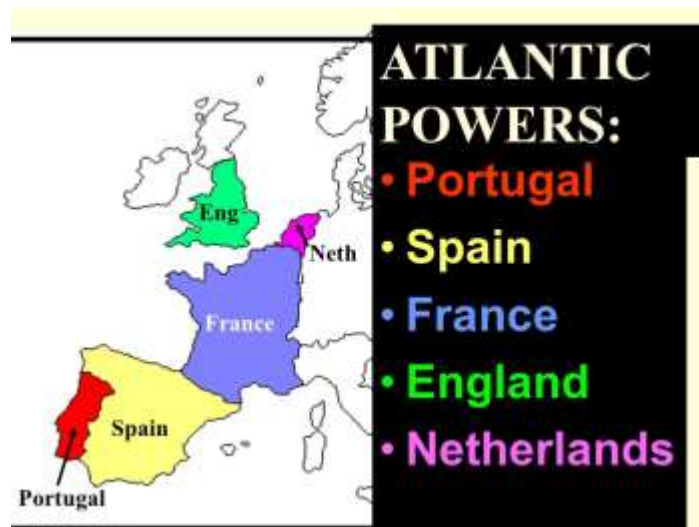 ATLANTIC
POWERS:
• Portugal
• Spain
• France
• England
• Netherlands
Eng
Neth
France
Spain
Portugal